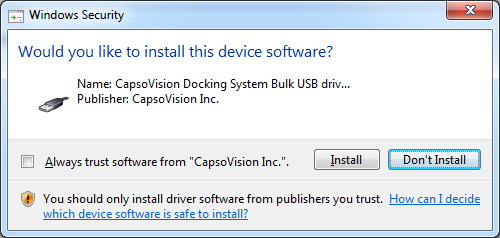 Windows Security
Would you like to install this device software?
Name: CapsoVision Docking System Bulk USB driv...
Publisher: CapsoVision Inc.
Always trust software from "CapsoVision Inc.".
Install
Don't Install
You should only install driver software from publishers you trust. How can I decide
which device software is safe to install?